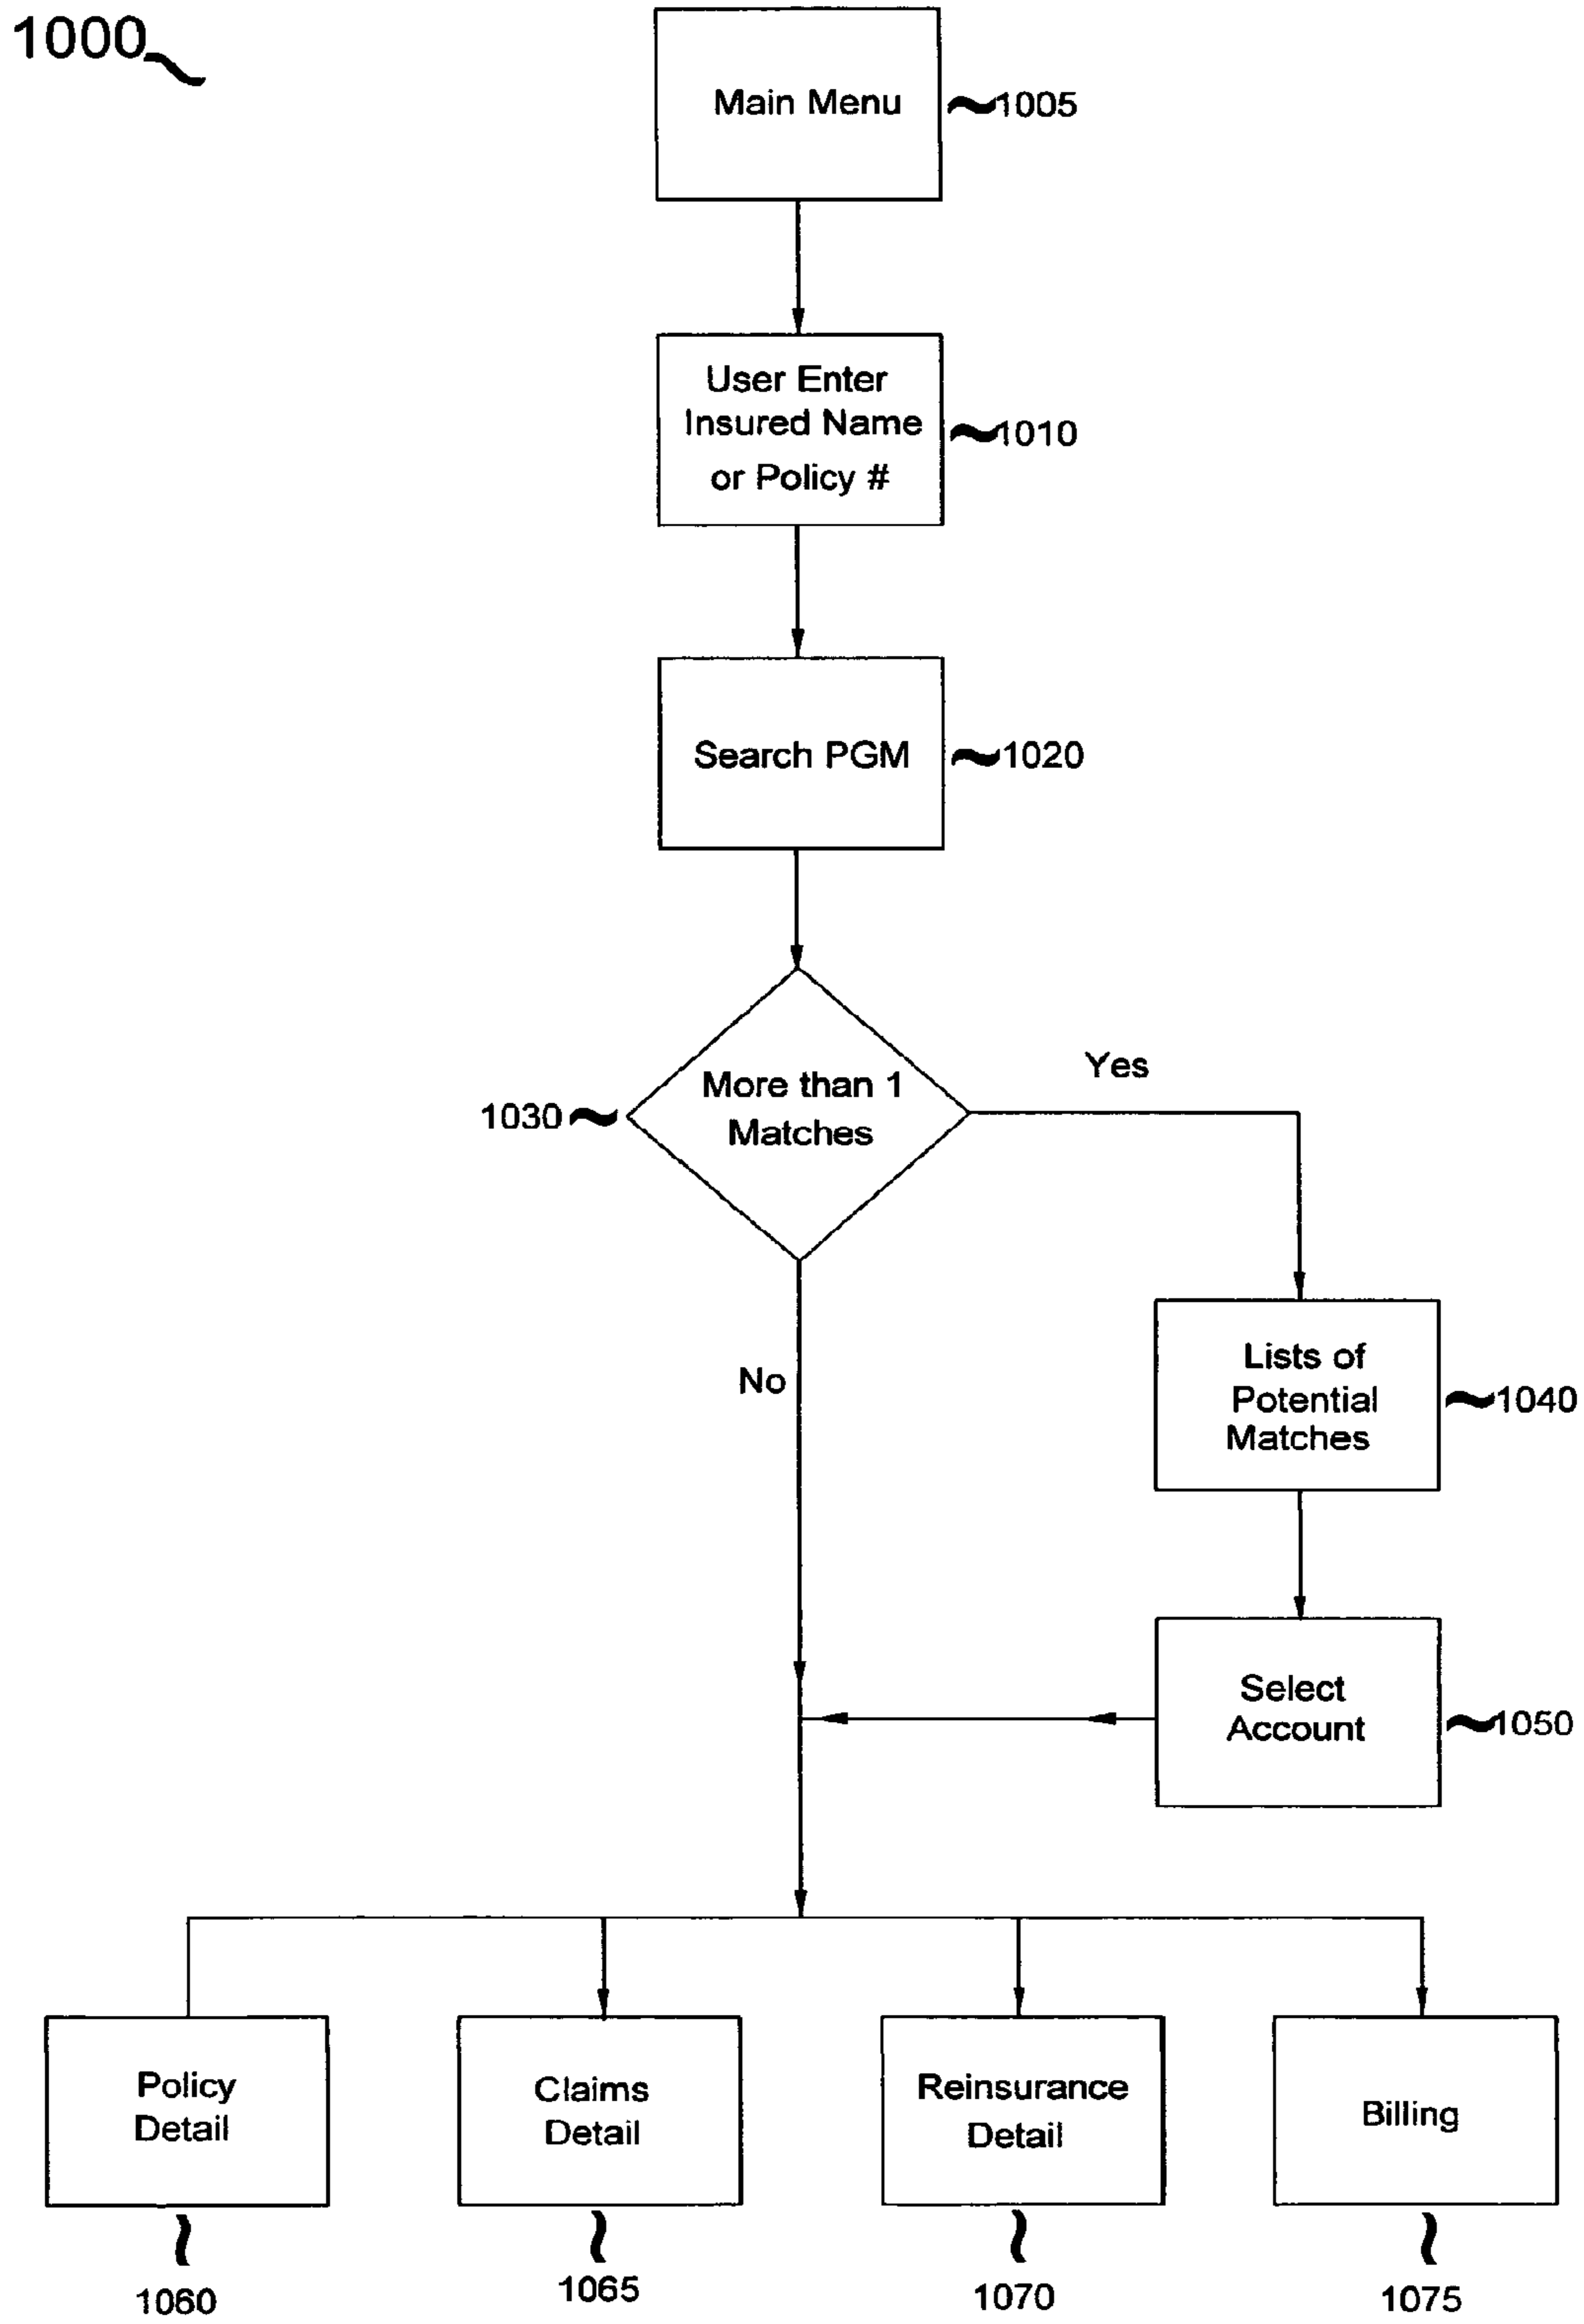 1000
Main Menu
1005
User Enter
Insured Name
or Policy #
1010
Search PGM
1020
More than 1
Matches
1030
Yes
No
Lists of
Potential
Matches
1040
Select
Account
1050
Policy
Detail
1060
Claims
Detail
1065
Reinsurance
Detail
1070
Billing
1075